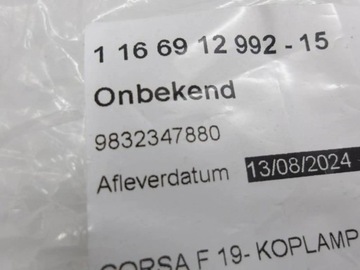 1 16 69 12 992 - 15
Onbekend
9832347880
Afleverdatum 13/08/2024
CORSA F 19- KOPLAMP